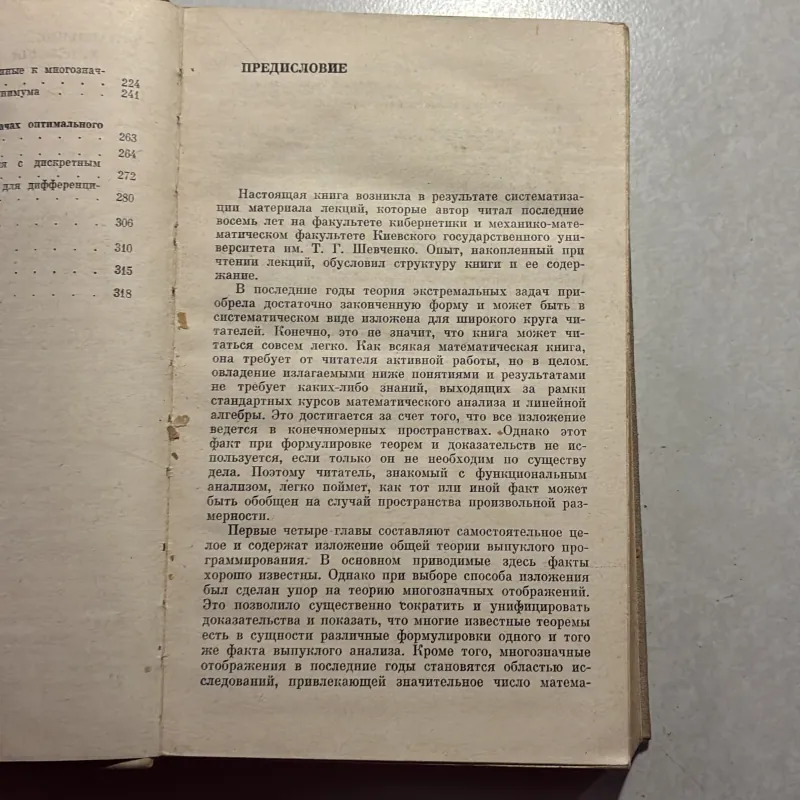 нные к многознач-
224
нимума 241
чах оптимального
263
264
я с дискретным
272
для дифференци-
280
306
310
315
318
ПРЕДИСЛОВИЕ
Настоящая книга возникла в результате систематиза-
ции материала лекций, которые автор читал последние
восемь лет на факультете кибернетики и механико-мате-
матическом факультете Киевского государственного уни-
верситета им. Т. Г. Шевченко. Опыт, накопленный при
чтении лекций, обусловил структуру книги и ее содер-
жание.
В последние годы теория экстремальных задач при-
обрела достаточно законченную форму и может быть в
систематическом виде изложена для широкого круга чи-
тателей. Конечно, это не значит, что книга может чи-
таться совсем легко. Как всякая математическая книга,
она требует от читателя активной работы, но в целом
овладение излагаемыми ниже понятиями и результатами
не требует каких-либо знаний, выходящих за рамки
стандартных курсов математического анализа и линейной
алгебры. Это достигается за счет того, что все изложение
ведется в конечномерных пространствах. Однако этот
факт при формулировке теорем и доказательств не ис-
пользуется, если только он не необходим по существу
дела. Поэтому читатель, знакомый с функциональным
анализом, легко поймет, как тот или иной факт может
быть обобщен на случай пространства произвольной раз-
мерности.
Первые четыре главы составляют самостоятельное це-
лое и содержат изложение общей теории выпуклого про-
граммирования. В основном приводимые здесь факты
хорошо известны. Однако при выборе способа изложения
был сделан упор на теорию многозначных отображений.
Это позволило существенно сократить и унифицировать
доказательства и показать, что многие известные теоремы
есть в сущности различные формулировки одного и того
же факта выпуклого анализа. Кроме того, многозначные
отображения в последние годы становятся областью ис-
следований, привлекающей значительное число матема-